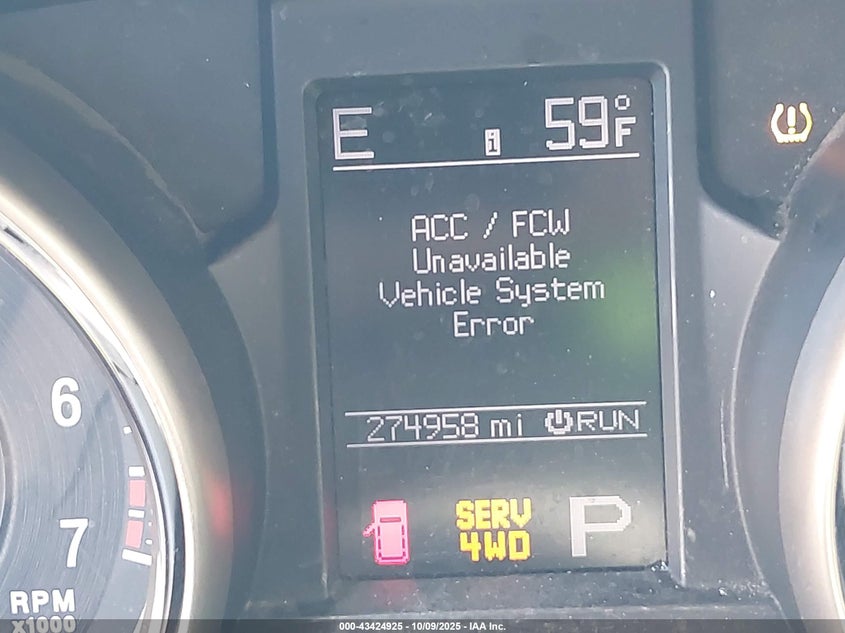 E i 59°F
ACC / FCW
Unavailable
Vehicle System
Error
274958 mi RUN
SERV
4WD
P
6
7
RPM
x1000
000-43424925 - 10/09/2025 - IAA Inc.